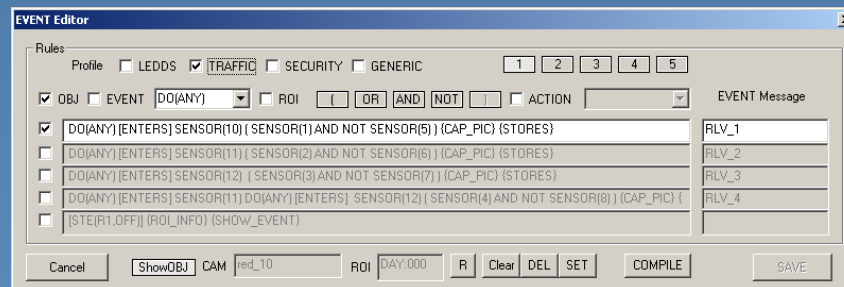 EVENT Editor
Rules
Profile LEDDS TRAFFIC SECURITY GENERIC 1 2 3 4 5
OBJ EVENT DO(ANY) ROI ( OR AND NOT ) ACTION EVENT Message
DO(ANY) [ENTERS] SENSOR(10) ( SENSOR(1) AND NOT SENSOR(5) ) {CAP_PIC} {STORES} RLV_1
DO(ANY) [ENTERS] SENSOR(11) ( SENSOR(2) AND NOT SENSOR(6) ) {CAP_PIC} {STORES} RLV_2
DO(ANY) [ENTERS] SENSOR(12) ( SENSOR(3) AND NOT SENSOR(7) ) {CAP_PIC} {STORES} RLV_3
DO(ANY) [ENTERS] SENSOR(11) DO(ANY) [ENTERS] SENSOR(12) ( SENSOR(4) AND NOT SENSOR(8) ) {CAP_PIC} { RLV_4
[STE(R1,OFF)] {ROI_INFO} {SHOW_EVENT}
Cancel ShowOBJ CAM red_10 ROI DAY:000 R Clear DEL SET COMPILE SAVE